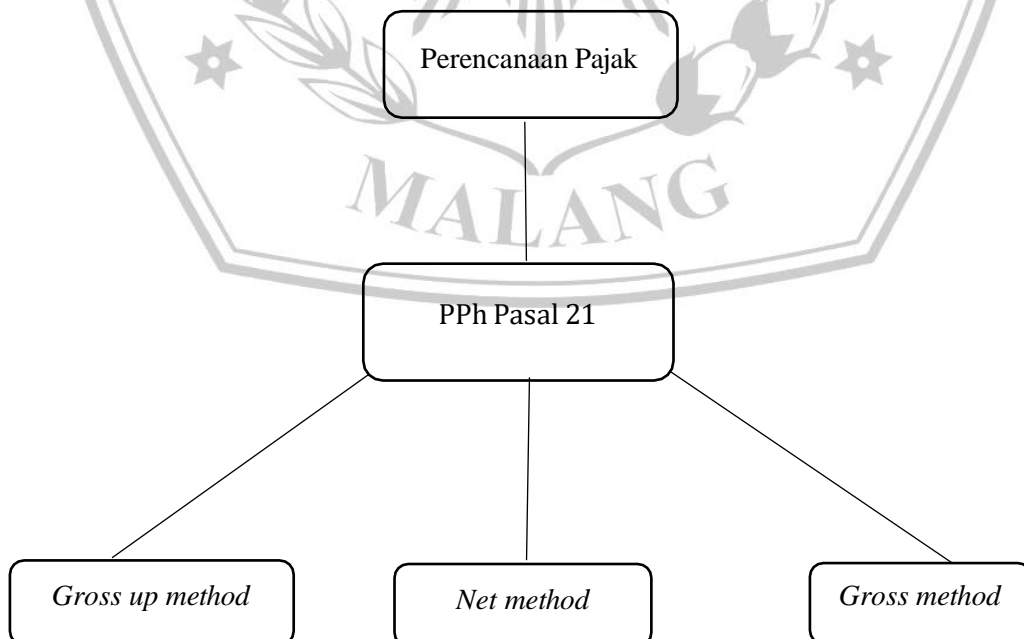 Perencanaan Pajak
MALANG
PPh Pasal 21
Gross up method
Net method
Gross method